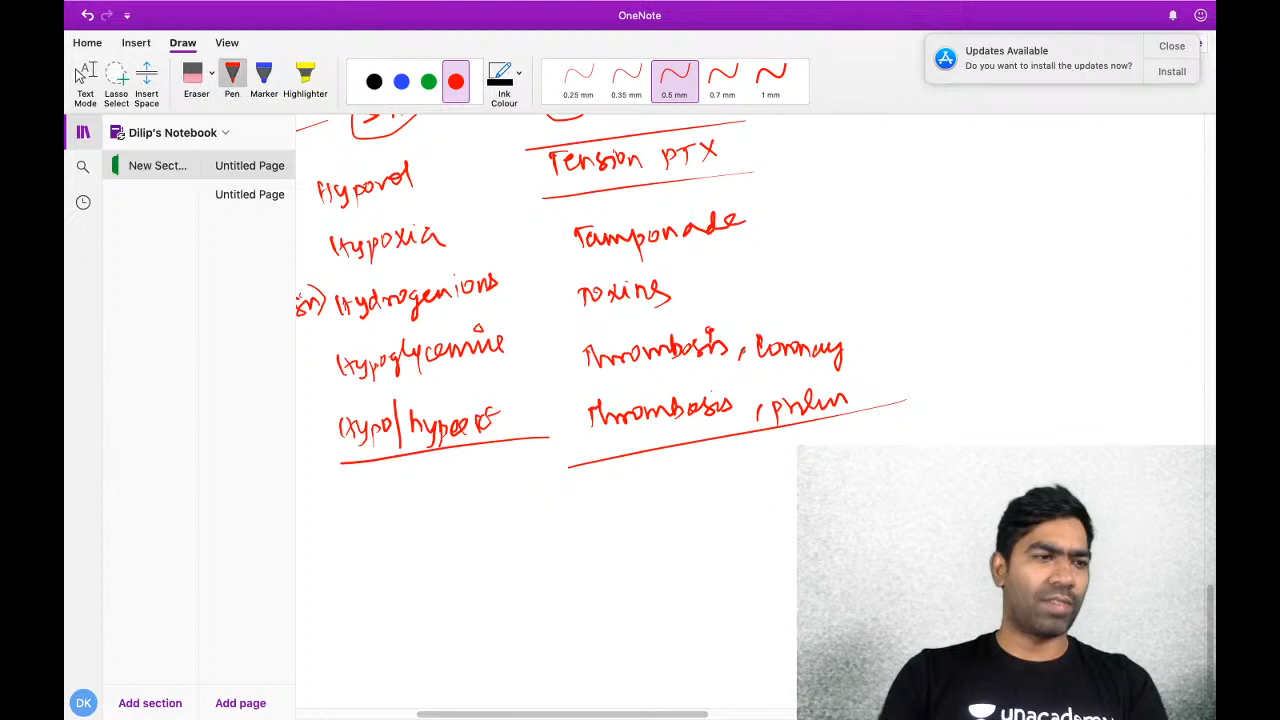 OneNote
Home Insert Draw View
Updates Available
Do you want to install the updates now?
Close
Install
Text Mode
Lasso Select
Insert Space
Eraser
Pen
Marker
Highlighter
Ink Colour
0.25 mm
0.35 mm
0.5 mm
0.7 mm
1 mm
Dilip's Notebook
New Sect...
Untitled Page
Untitled Page
Tension PTX
Hypovol
Hypoxia
Tamponade
Hydrogenions
Toxins
Hypoglycemia
Thrombosis, Coronary
Hypo/hyper
Thrombosis, pulm
DK
Add section
Add page
unacademy